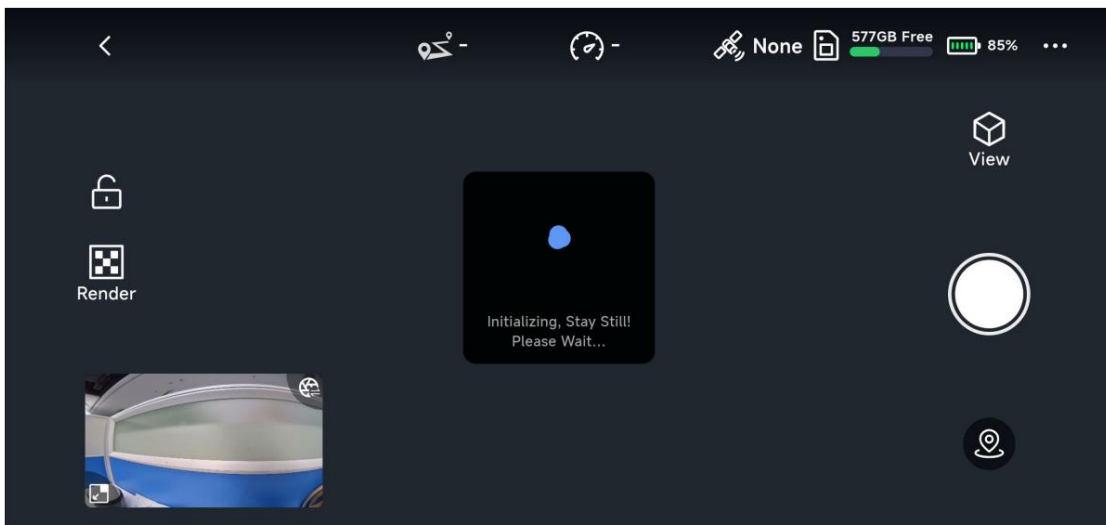 -
-
None
577GB Free
85%
View
Render
Initializing, Stay Still!
Please Wait...